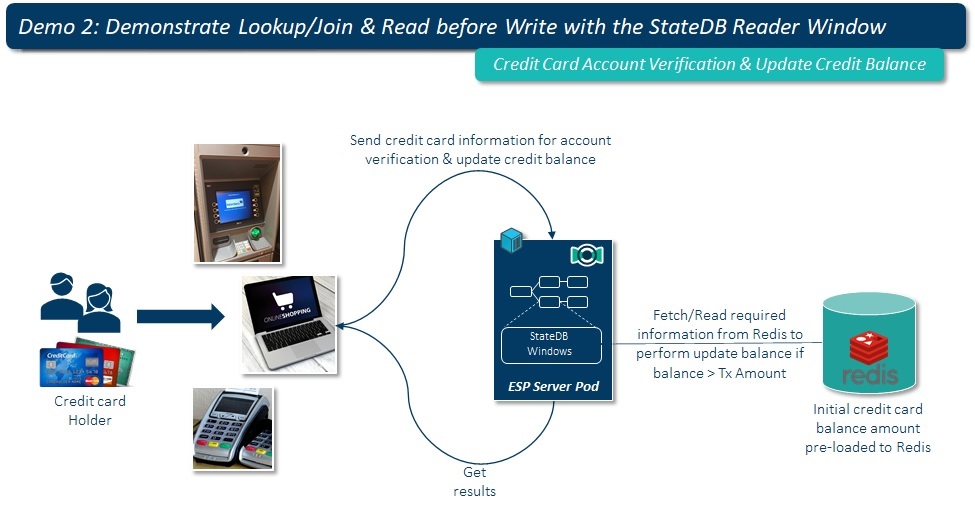 Demo 2: Demonstrate Lookup/Join & Read before Write with the StateDB Reader Window
Credit Card Account Verification & Update Credit Balance
Send credit card information for account
verification & update credit balance
ONLINESHOPPING
CreditCard
Credit card
Holder
StateDB
Windows
ESP Server Pod
Fetch/Read required
information from Redis to
perform update balance if
balance > Tx Amount
redis
Initial credit card
balance amount
pre-loaded to Redis
Get
results